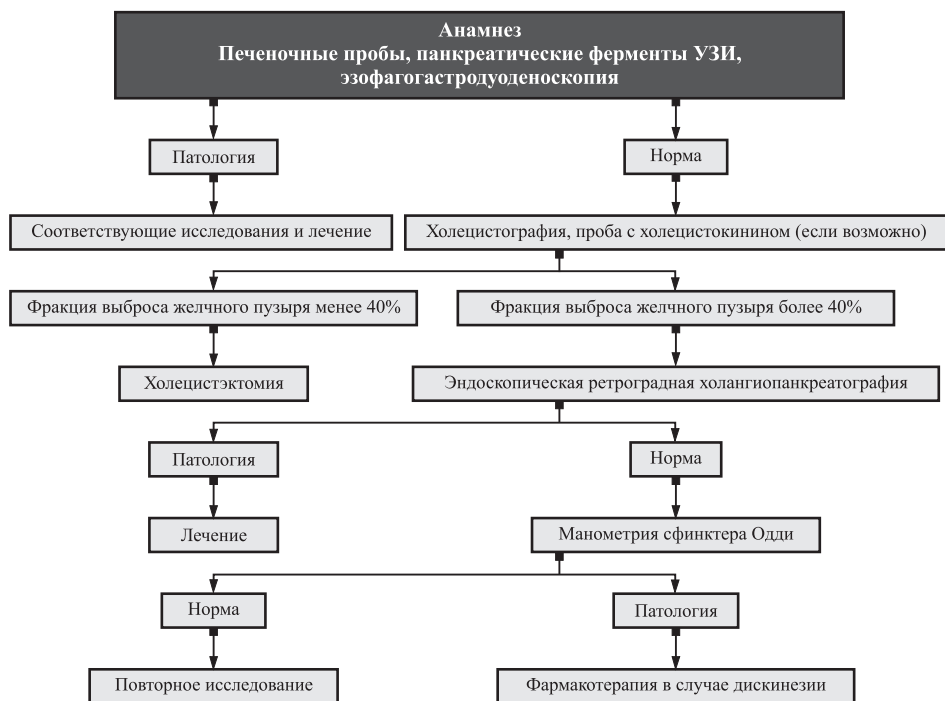 Анамнез
Печеночные пробы, панкреатические ферменты УЗИ,
эзофагогастродуоденоскопия
Патология
Норма
Соответствующие исследования и лечение
Холецистография, проба с холецистокинином (если возможно)
Фракция выброса желчного пузыря менее 40%
Фракция выброса желчного пузыря более 40%
Холецистэктомия
Эндоскопическая ретроградная холангиопанкреатография
Патология
Норма
Лечение
Манометрия сфинктера Одди
Норма
Патология
Повторное исследование
Фармакотерапия в случае дискинезии